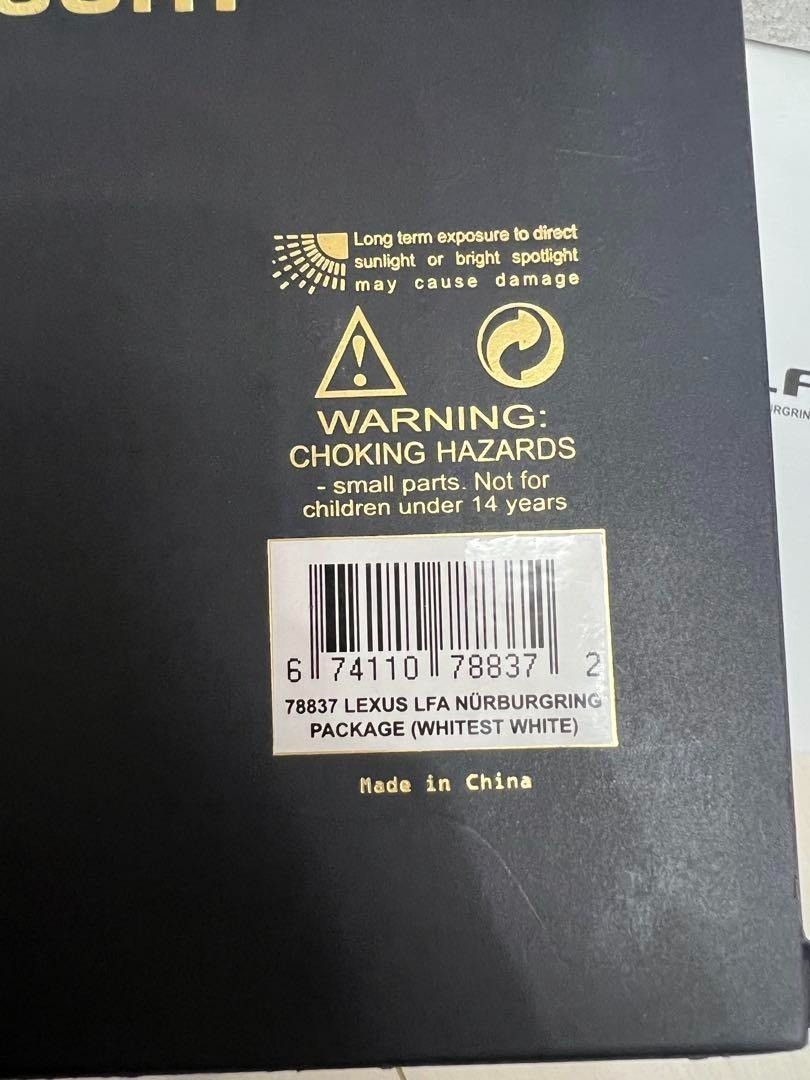 Long term exposure to direct
sunlight or bright spotlight
may cause damage
WARNING:
CHOKING HAZARDS
- small parts. Not for
children under 14 years
6 74110 78837 2
78837 LEXUS LFA NÜRBURGRING
PACKAGE (WHITEST WHITE)
Made in China